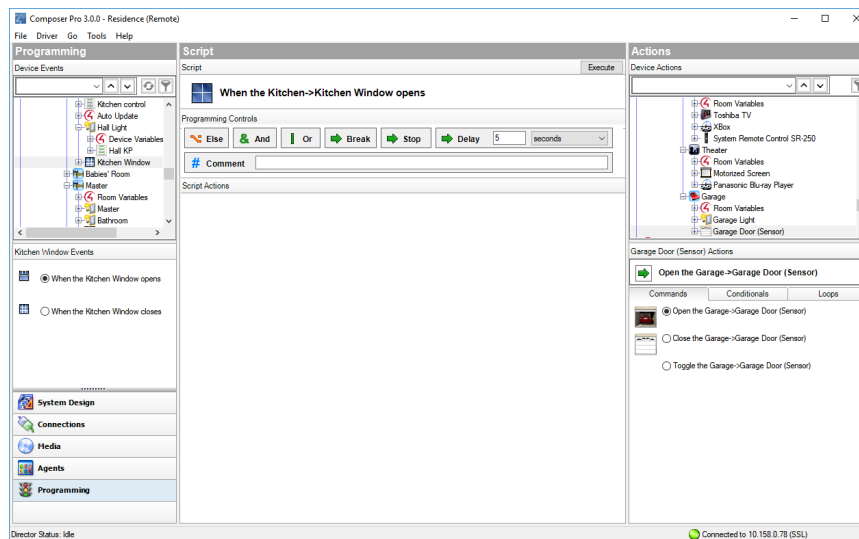 Composer Pro 3.0.0 - Residence (Remote)
File Driver Go Tools Help
Programming
Device Events
Kitchen control
Auto Update
Hall Light
Device Variables
Hall KP
Kitchen Window
Babies' Room
Master
Room Variables
Master
Bathroom
Kitchen Window Events
When the Kitchen Window opens
When the Kitchen Window closes
System Design
Connections
Media
Agents
Programming
Script
Script Execute
When the Kitchen->Kitchen Window opens
Programming Controls
Else & And Or Break Stop Delay 5 seconds
# Comment
Script Actions
Actions
Device Actions
Room Variables
Toshiba TV
XBox
System Remote Control SR-250
Theater
Room Variables
Motorized Screen
Panasonic Blu-ray Player
Garage
Room Variables
Garage Light
Garage Door (Sensor)
Garage Door (Sensor) Actions
Open the Garage->Garage Door (Sensor)
Commands Conditionals Loops
Open the Garage->Garage Door (Sensor)
Close the Garage->Garage Door (Sensor)
Toggle the Garage->Garage Door (Sensor)
Director Status: Idle
Connected to 10.158.0.78 (SSL)